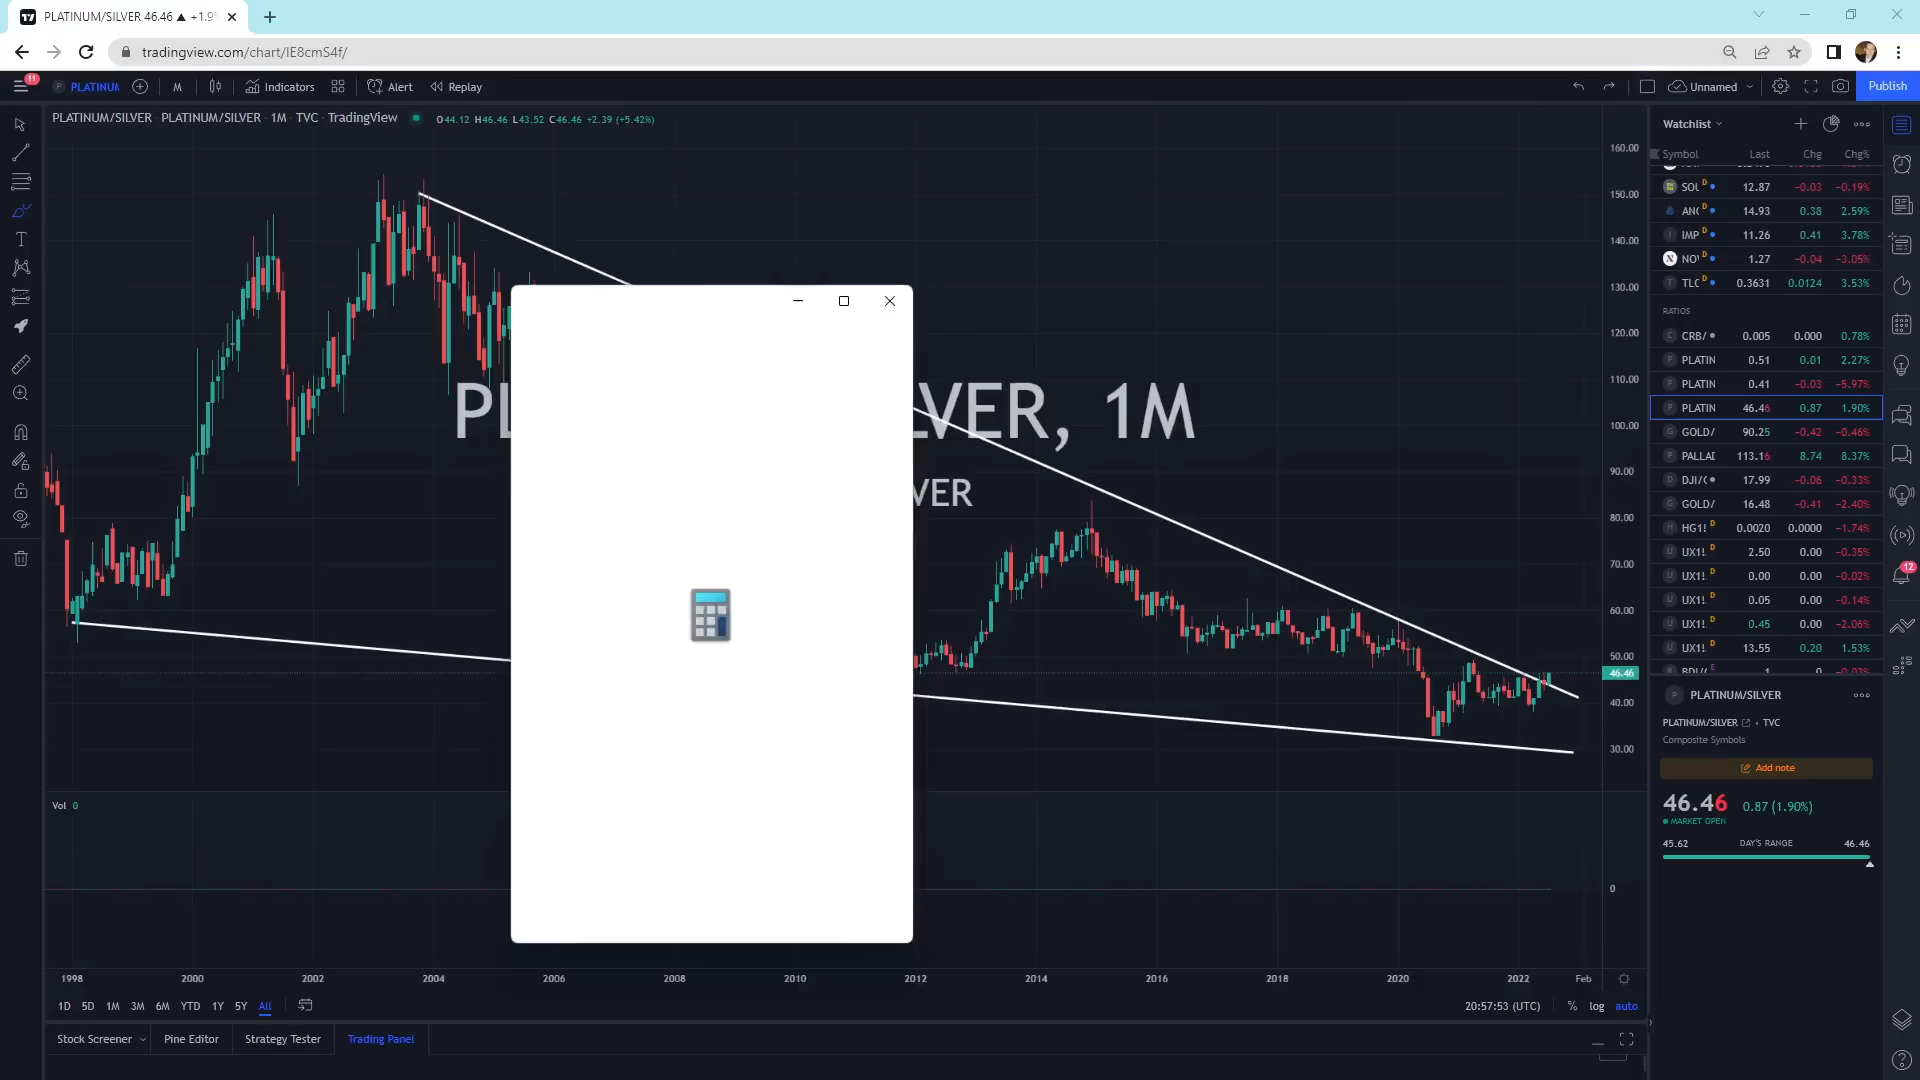 PLATINUM/SILVER 46.46 ▲ +1.9
tradingview.com/chart/IE8cmS4f/
11
PLATINUM
M
Indicators
Alert
Replay
Unnamed
Publish
PLATINUM/SILVER · PLATINUM/SILVER · 1M · TVC · TradingView
O44.12 H46.46 L43.52 C46.46 +2.39 (+5.42%)
160.00
150.00
140.00
130.00
120.00
110.00
100.00
90.00
80.00
70.00
60.00
50.00
46.46
40.00
30.00
0
LVER, 1M
VER
Vol 0
1998 2000 2002 2004 2006 2008 2010 2012 2014 2016 2018 2020 2022 Feb
1D 5D 1M 3M 6M YTD 1Y 5Y All
20:57:53 (UTC) % log auto
Stock Screener Pine Editor Strategy Tester Trading Panel
Watchlist
Symbol Last Chg Chg%
SOL D 12.87 −0.03 −0.19%
ANG D 14.93 0.38 2.59%
IMP D 11.26 0.41 3.78%
NOV D 1.27 −0.04 −3.05%
TLO D 0.3631 0.0124 3.53%
RATIOS
CRB/ 0.005 0.000 0.78%
PLATIN 0.51 0.01 2.27%
PLATIN 0.41 −0.03 −5.97%
PLATIN 46.46 0.87 1.90%
GOLD/ 90.25 −0.42 −0.46%
PALLAD 113.16 8.74 8.37%
DJI/G 17.99 −0.06 −0.33%
GOLD/ 16.48 −0.41 −2.40%
HG1! D 0.0020 0.0000 −1.74%
UX1! D 2.50 0.00 −0.35%
UX1! D 0.00 0.00 −0.02%
UX1! D 0.05 0.00 −0.14%
UX1! D 0.45 0.00 −2.06%
UX1! D 13.55 0.20 1.53%
12
PLATINUM/SILVER
PLATINUM/SILVER · TVC
Composite Symbols
Add note
46.46 0.87 (1.90%)
MARKET OPEN
45.62 DAY'S RANGE 46.46